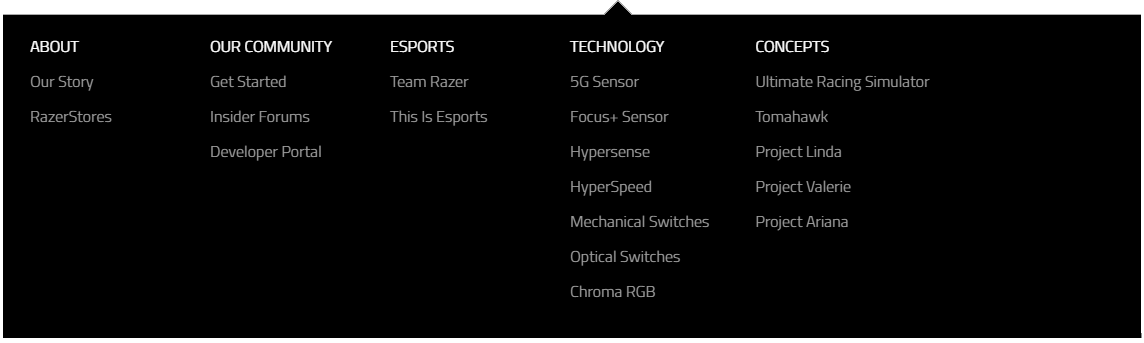 ABOUT
Our Story
RazerStores
OUR COMMUNITY
Get Started
Insider Forums
Developer Portal
ESPORTS
Team Razer
This Is Esports
TECHNOLOGY
5G Sensor
Focus+ Sensor
Hypersense
HyperSpeed
Mechanical Switches
Optical Switches
Chroma RGB
CONCEPTS
Ultimate Racing Simulator
Tomahawk
Project Linda
Project Valerie
Project Ariana